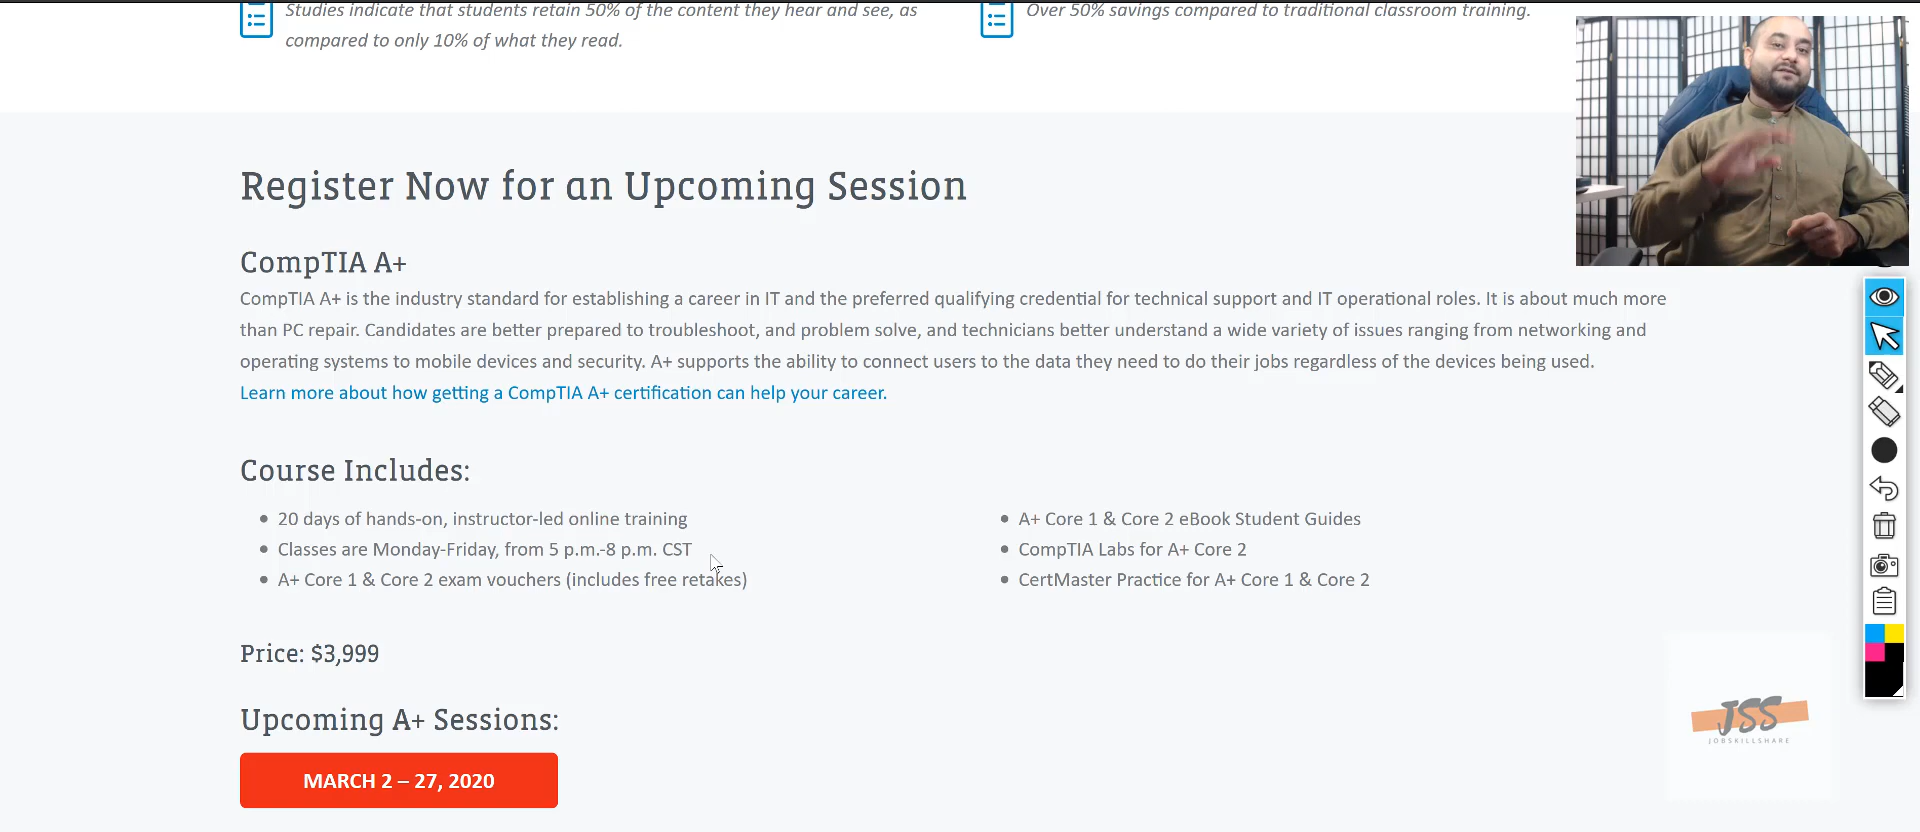 Studies indicate that students retain 50% of the content they hear and see, as
compared to only 10% of what they read.
Over 50% savings compared to traditional classroom training.
Register Now for an Upcoming Session
CompTIA A+
CompTIA A+ is the industry standard for establishing a career in IT and the preferred qualifying credential for technical support and IT operational roles. It is about much more
than PC repair. Candidates are better prepared to troubleshoot, and problem solve, and technicians better understand a wide variety of issues ranging from networking and
operating systems to mobile devices and security. A+ supports the ability to connect users to the data they need to do their jobs regardless of the devices being used.
Learn more about how getting a CompTIA A+ certification can help your career.
Course Includes:
• 20 days of hands-on, instructor-led online training
• Classes are Monday-Friday, from 5 p.m.-8 p.m. CST
• A+ Core 1 & Core 2 exam vouchers (includes free retakes)
• A+ Core 1 & Core 2 eBook Student Guides
• CompTIA Labs for A+ Core 2
• CertMaster Practice for A+ Core 1 & Core 2
Price: $3,999
Upcoming A+ Sessions:
MARCH 2 – 27, 2020
JSS
JOBSKILLSHARE